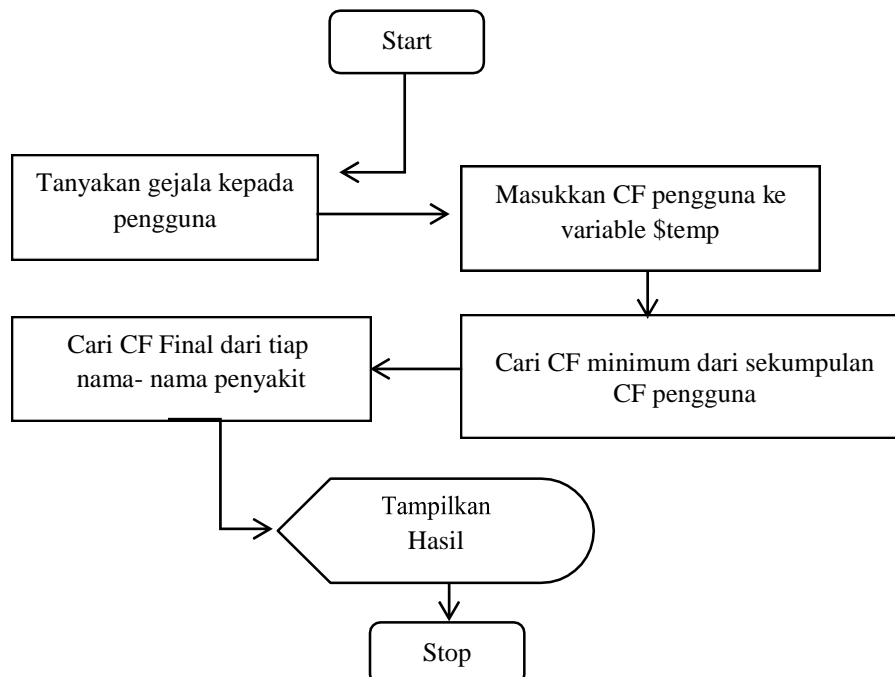 Start
Tanyakan gejala kepada
pengguna
Masukkan CF pengguna ke
variable $temp
Cari CF minimum dari sekumpulan
CF pengguna
Cari CF Final dari tiap
nama- nama penyakit
Tampilkan
Hasil
Stop